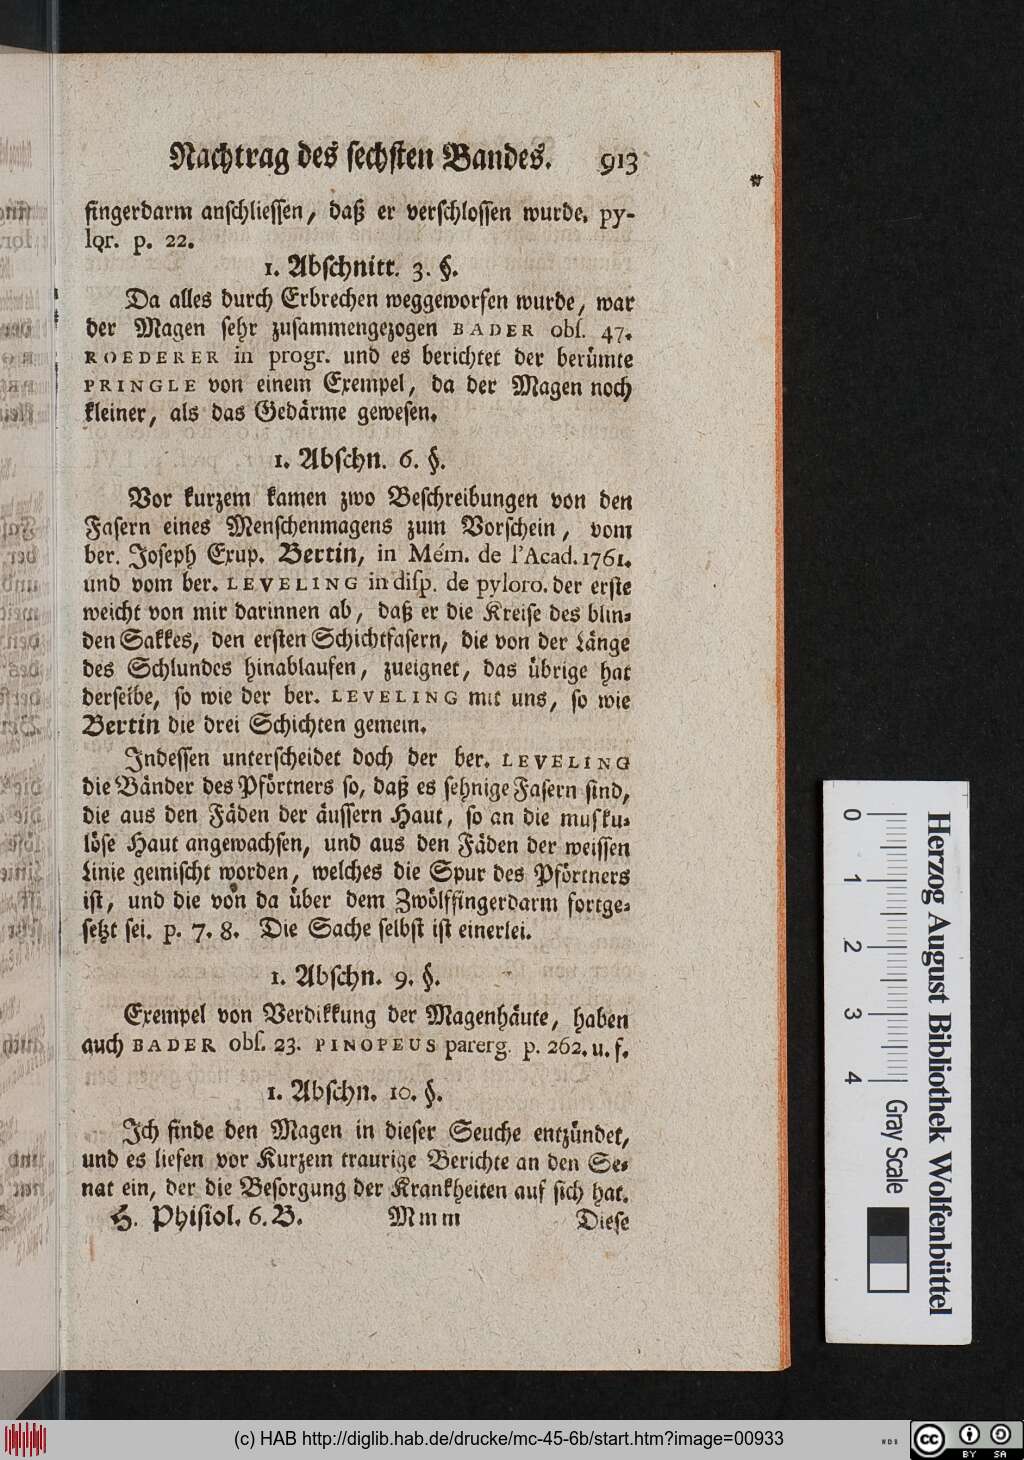 Nachtrag des sechsten Bandes. 913
fingerdarm anschliessen, daß er verschlossen wurde. py-
lor. p. 22.
1. Abschnitt. 3. §.
Da alles durch Erbrechen weggeworfen wurde, war
der Magen sehr zusammengezogen BADER obs. 47.
ROEDERER in progr. und es berichtet der berümte
PRINGLE von einem Exempel, da der Magen noch
kleiner, als das Gedärme gewesen.
1. Abschn. 6. §.
Vor kurzem kamen zwo Beschreibungen von den
Fasern eines Menschenmagens zum Vorschein, vom
ber. Joseph Exup. Bertin, in Mém. de l'Acad. 1761.
und vom ber. LEVELING in disp. de pyloro. der erste
weicht von mir darinnen ab, daß er die Kreise des blin-
den Sakkes, den ersten Schichtfasern, die von der Länge
des Schlundes hinablaufen, zueignet, das übrige hat
derselbe, so wie der ber. LEVELING mit uns, so wie
Bertin die drei Schichten gemein.
Indessen unterscheidet doch der ber. LEVELING
die Bänder des Pförtners so, daß es sehnige Fasern sind,
die aus den Fäden der äussern Haut, so an die musku-
löse Haut angewachsen, und aus den Fäden der weissen
Linie gemischt worden, welches die Spur des Pförtners
ist, und die von da über dem Zwölffingerdarm fortge-
setzt sei. p. 7. 8. Die Sache selbst ist einerlei.
1. Abschn. 9. §.
Exempel von Verdikkung der Magenhäute, haben
auch BADER obs. 23. PINOPEUS parerg. p. 262. u. f.
1. Abschn. 10. §.
Ich finde den Magen in dieser Seuche entzündet,
und es liefen vor Kurzem traurige Berichte an den Se-
nat ein, der die Besorgung der Krankheiten auf sich hat.
H. Phisiol. 6. B. Mmm Diese
0 1 2 3 4 Gray Scale
Herzog August Bibliothek Wolfenbüttel
(c) HAB http://diglib.hab.de/drucke/mc-45-6b/start.htm?image=00933
cc BY SA